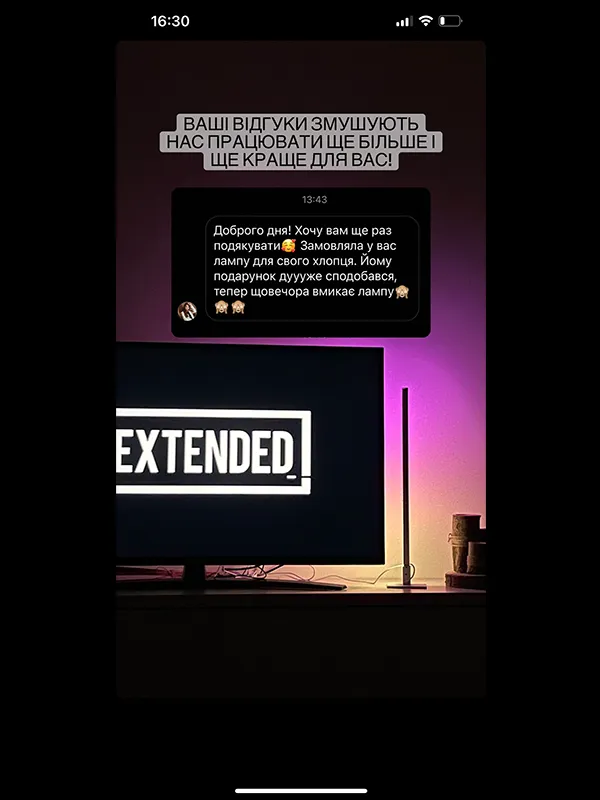 16:30
ВАШІ ВІДГУКИ ЗМУШУЮТЬ
НАС ПРАЦЮВАТИ ЩЕ БІЛЬШЕ І
ЩЕ КРАЩЕ ДЛЯ ВАС!
13:43
Доброго дня! Хочу вам ще раз
подякувати🥰 Замовляла у вас
лампу для свого хлопця. Йому
подарунок дуууже сподобався,
тепер щовечора вмикає лампу🙈
🙈🙈
EXTENDED